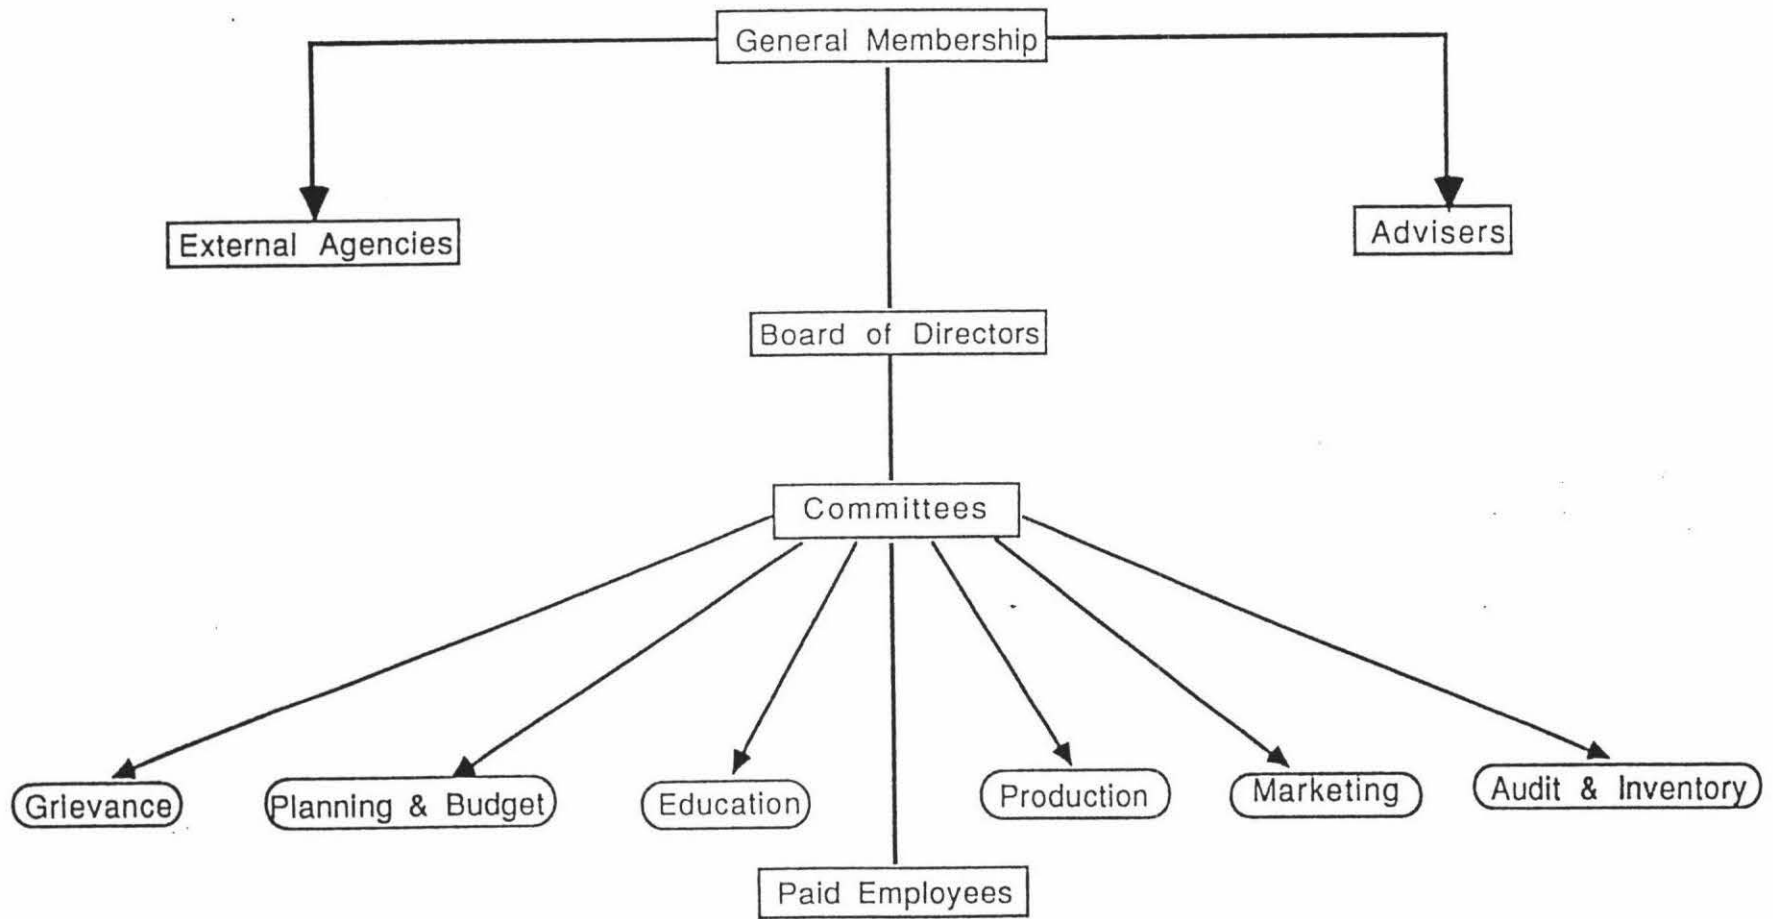 General Membership
External Agencies
Advisers
Board of Directors
Committees
Grievance
Planning & Budget
Education
Production
Marketing
Audit & Inventory
Paid Employees